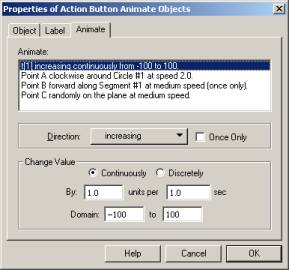 Properties of Action Button Animate Objects
Object Label Animate
Animate:
t[1] increasing continuously from -100 to 100.
Point A clockwise around Circle #1 at speed 2.0.
Point B forward along Segment #1 at medium speed (once only).
Point C randomly on the plane at medium speed.
Direction: increasing Once Only
Change Value
Continuously Discretely
By: 1.0 units per 1.0 sec
Domain: -100 to 100
Help Cancel OK